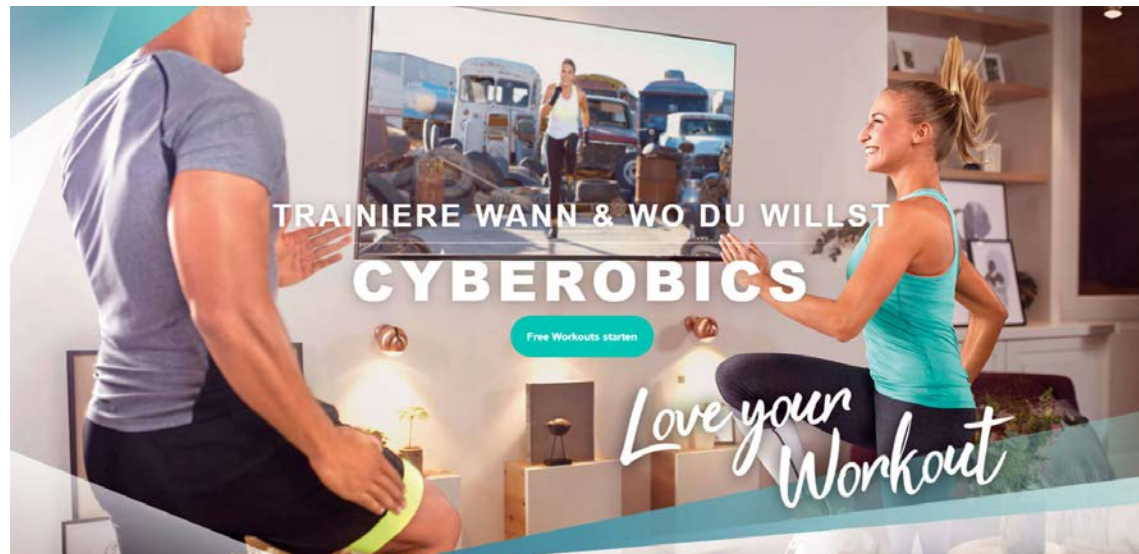 TRAINIERE WANN & WO DU WILLST
CYBEROBICS
Free Workouts starten
Love your
Workout